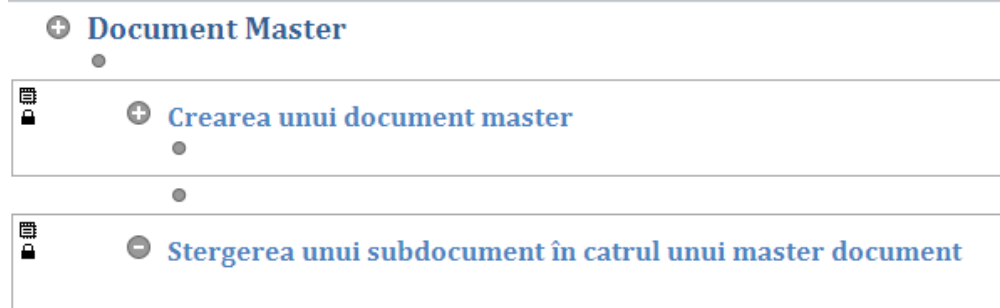 Document Master
Crearea unui document master
Stergerea unui subdocument în catrul unui master document